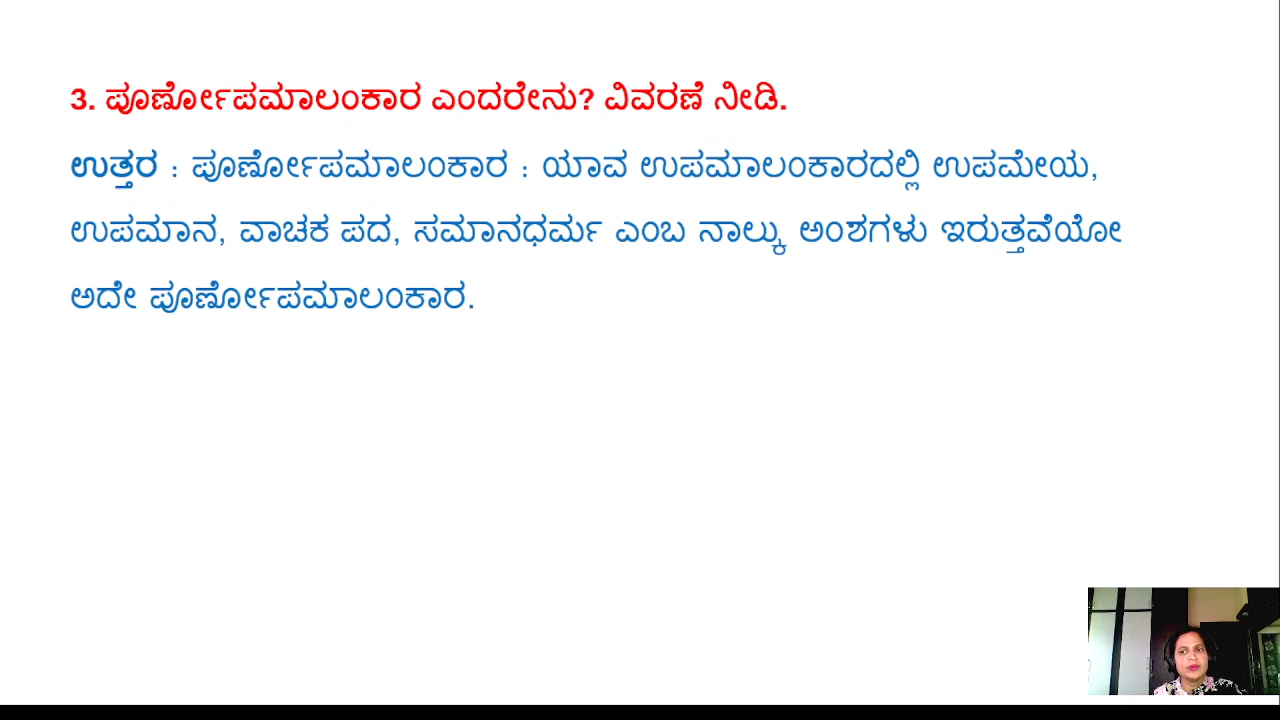 3. ಪೂರ್ಣೋಪಮಾಲಂಕಾರ ಎಂದರೇನು? ವಿವರಣೆ ನೀಡಿ.
ಉತ್ತರ : ಪೂರ್ಣೋಪಮಾಲಂಕಾರ : ಯಾವ ಉಪಮಾಲಂಕಾರದಲ್ಲಿ ಉಪಮೇಯ,
ಉಪಮಾನ, ವಾಚಕ ಪದ, ಸಮಾನಧರ್ಮ ಎಂಬ ನಾಲ್ಕು ಅಂಶಗಳು ಇರುತ್ತವೆಯೋ
ಅದೇ ಪೂರ್ಣೋಪಮಾಲಂಕಾರ.